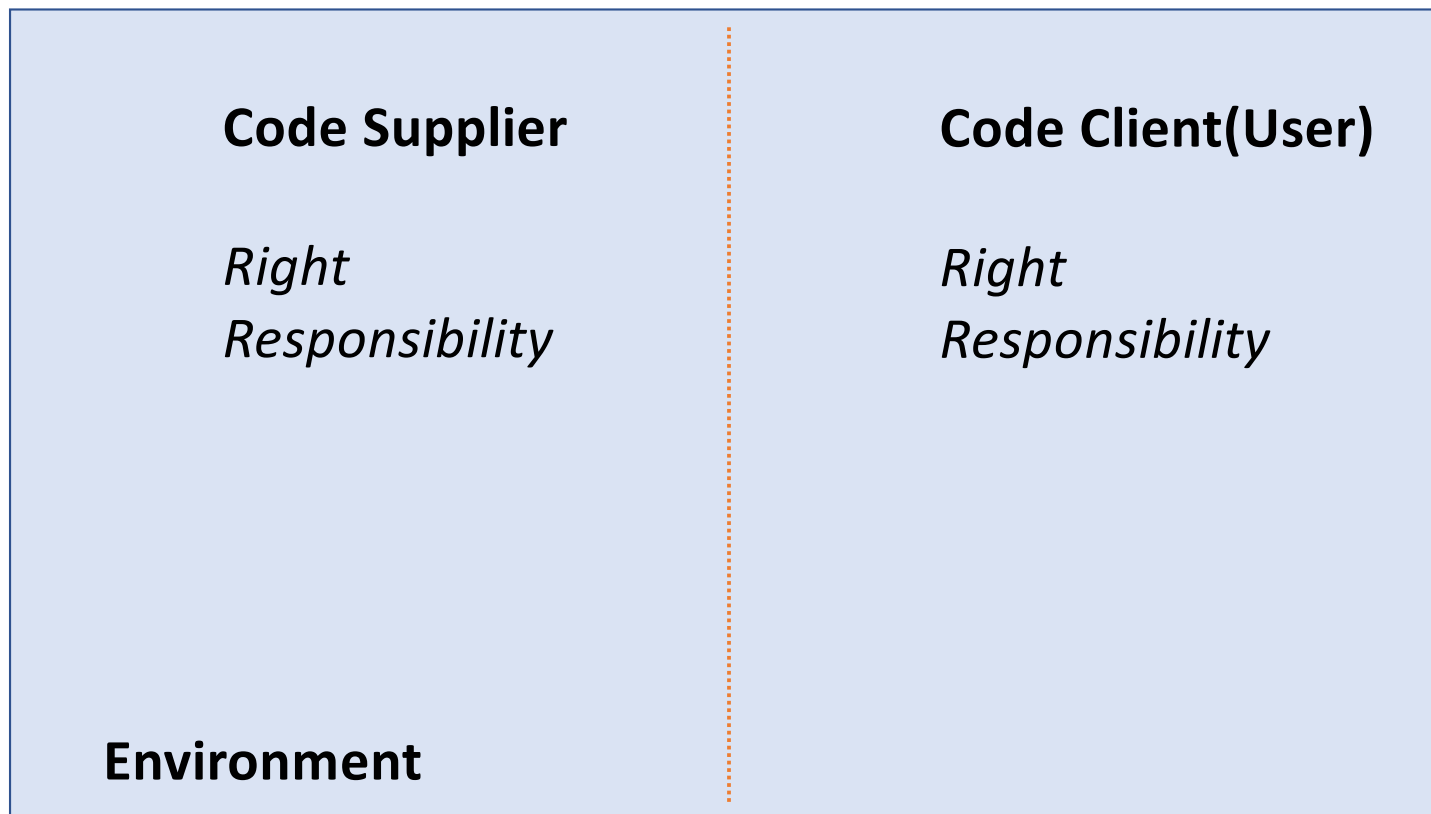 Code Supplier
Right
Responsibility
Code Client(User)
Right
Responsibility
Environment